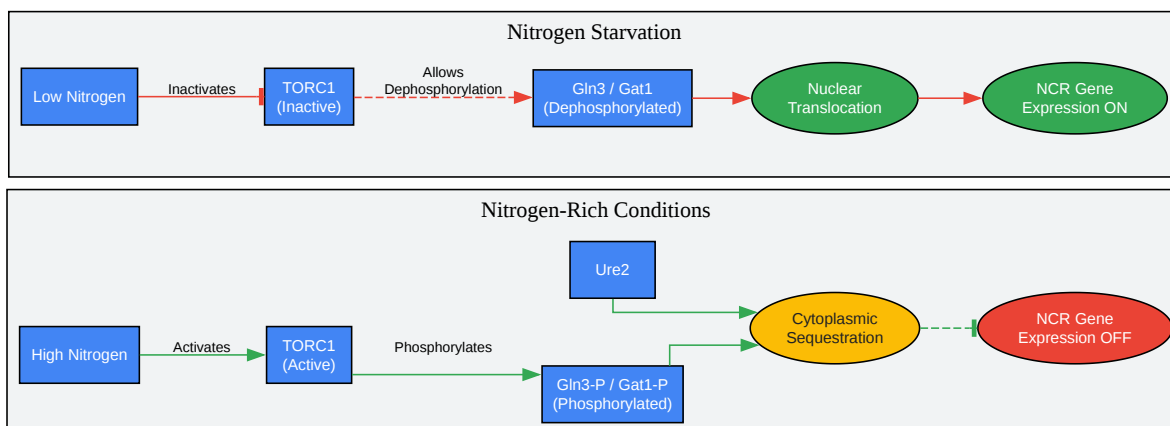 Nitrogen Starvation
Low Nitrogen
Inactivates
TORC1
(Inactive)
Allows
Dephosphorylation
Gln3 / Gat1
(Dephosphorylated)
Nuclear
Translocation
NCR Gene
Expression ON
Nitrogen-Rich Conditions
Ure2
High Nitrogen
Activates
TORC1
(Active)
Phosphorylates
Gln3-P / Gat1-P
(Phosphorylated)
Cytoplasmic
Sequestration
NCR Gene
Expression OFF